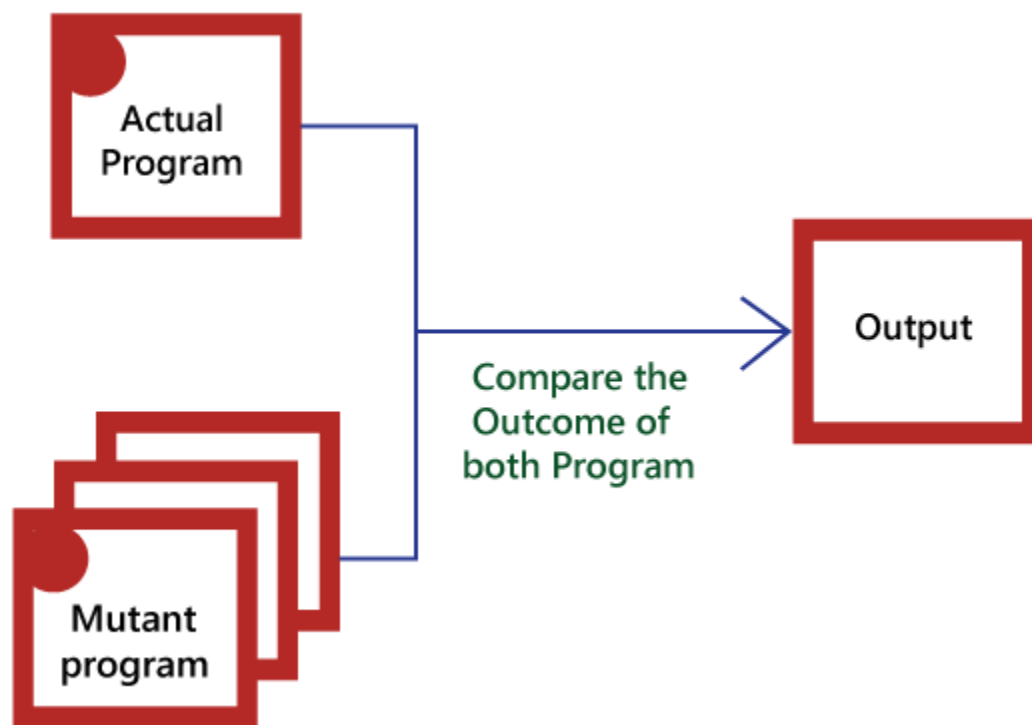 Actual
Program
Output
Compare the
Outcome of
both Program
Mutant
program